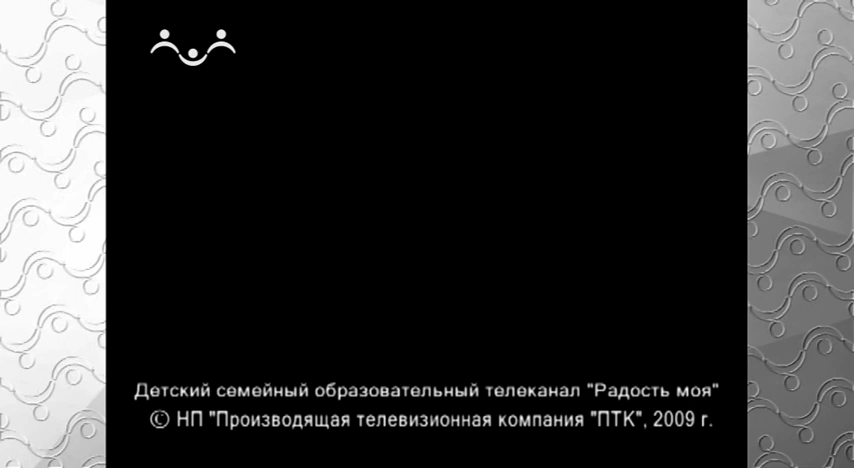 Детский семейный образовательный телеканал "Радость моя"
© НП "Производящая телевизионная компания "ПТК", 2009 г.